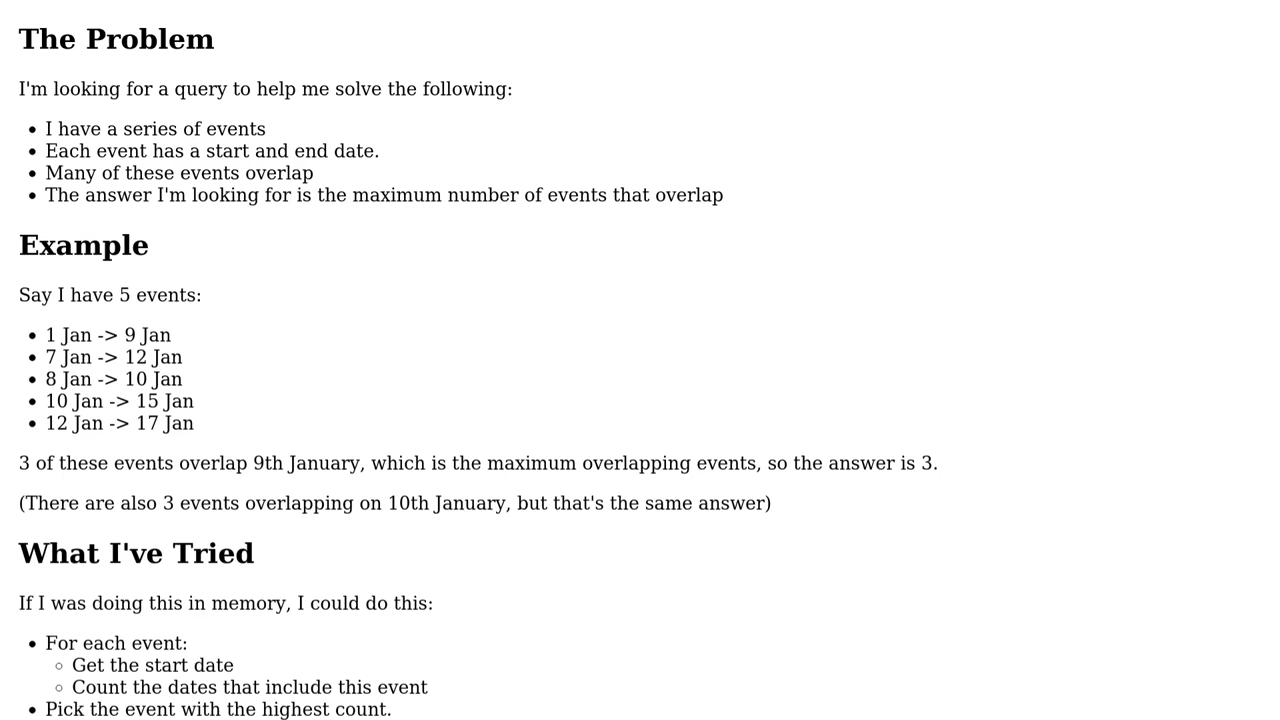 The Problem
I'm looking for a query to help me solve the following:
• I have a series of events
• Each event has a start and end date.
• Many of these events overlap
• The answer I'm looking for is the maximum number of events that overlap
Example
Say I have 5 events:
• 1 Jan -> 9 Jan
• 7 Jan -> 12 Jan
• 8 Jan -> 10 Jan
• 10 Jan -> 15 Jan
• 12 Jan -> 17 Jan
3 of these events overlap 9th January, which is the maximum overlapping events, so the answer is 3.
(There are also 3 events overlapping on 10th January, but that's the same answer)
What I've Tried
If I was doing this in memory, I could do this:
• For each event:
◦ Get the start date
◦ Count the dates that include this event
• Pick the event with the highest count.